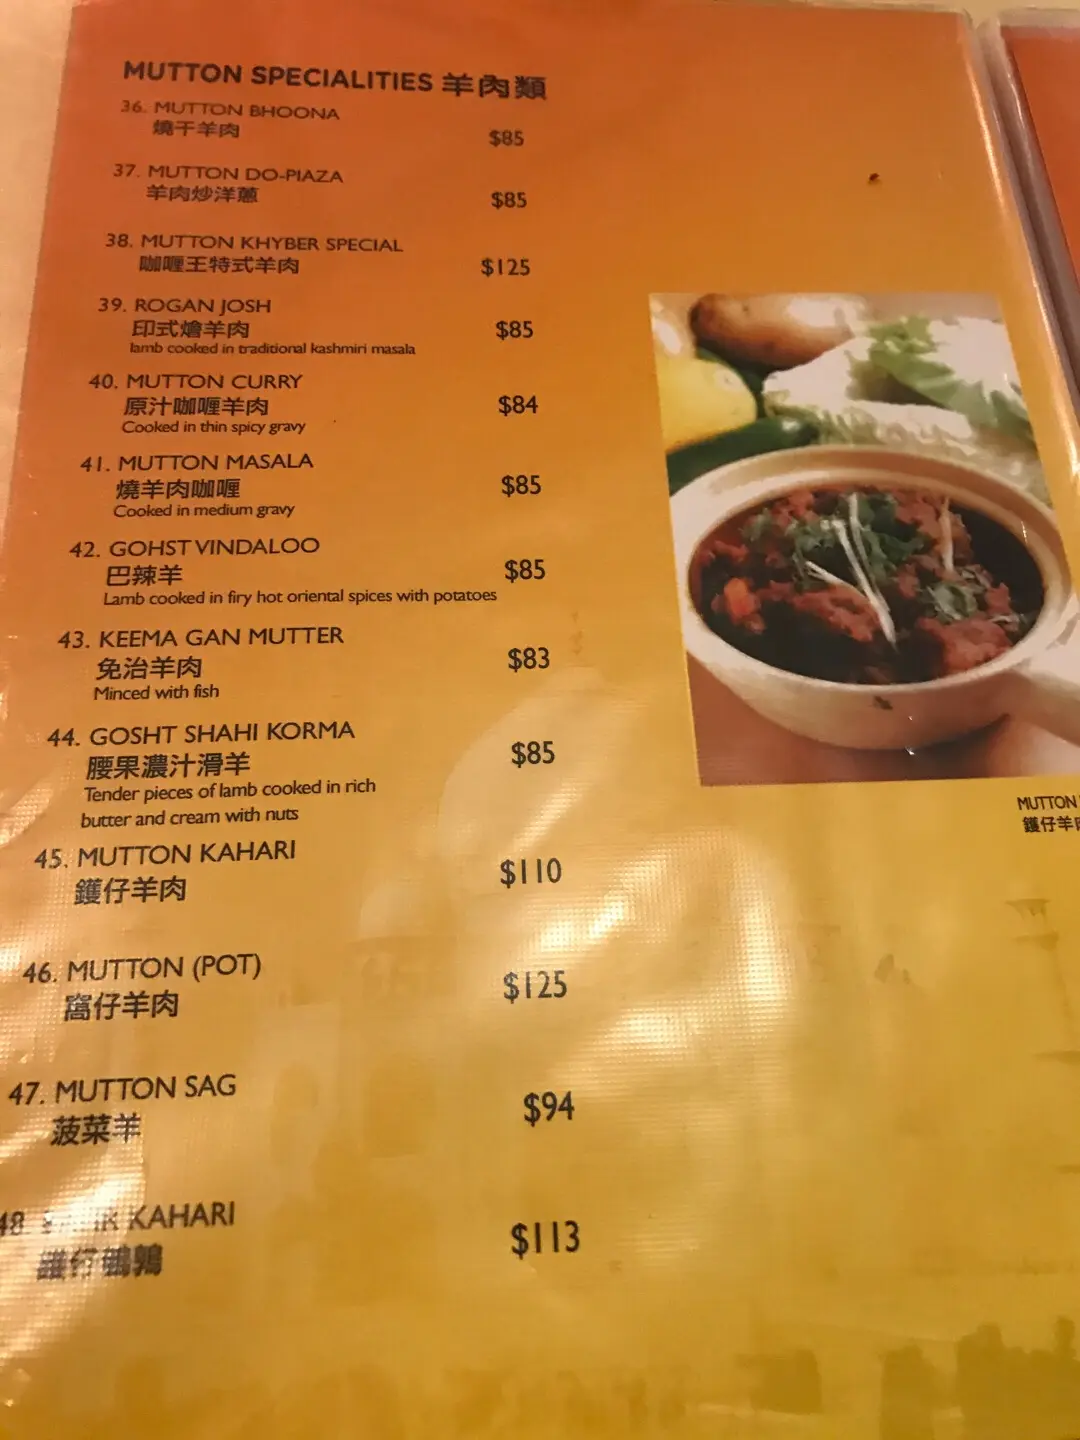 MUTTON SPECIALITIES 羊肉類
36. MUTTON BHOONA
燒干羊肉
$85
37. MUTTON DO-PIAZA
羊肉炒洋蔥
$85
38. MUTTON KHYBER SPECIAL
咖喱王特式羊肉
$125
39. ROGAN JOSH
印式燴羊肉
lamb cooked in traditional kashmiri masala
$85
40. MUTTON CURRY
原汁咖喱羊肉
Cooked in thin spicy gravy
$84
41. MUTTON MASALA
燒羊肉咖喱
Cooked in medium gravy
$85
42. GOHST VINDALOO
巴辣羊
Lamb cooked in firy hot oriental spices with potatoes
$85
43. KEEMA GAN MUTTER
免治羊肉
Minced with fish
$83
44. GOSHT SHAHI KORMA
腰果濃汁滑羊
Tender pieces of lamb cooked in rich
butter and cream with nuts
$85
45. MUTTON KAHARI
鑊仔羊肉
$110
46. MUTTON (POT)
窩仔羊肉
$125
47. MUTTON SAG
菠菜羊
$94
48. KAHARI
鑊仔鵪鶉
$113
MUTTON
鑊仔羊肉